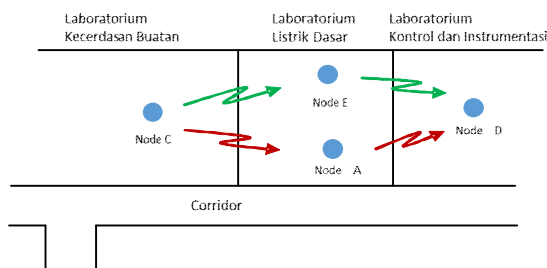 Laboratorium
Kecerdasan Buatan
Laboratorium
Listrik Dasar
Laboratorium
Kontrol dan Instrumentasi
Node E
Node C
Node D
Node A
Corridor